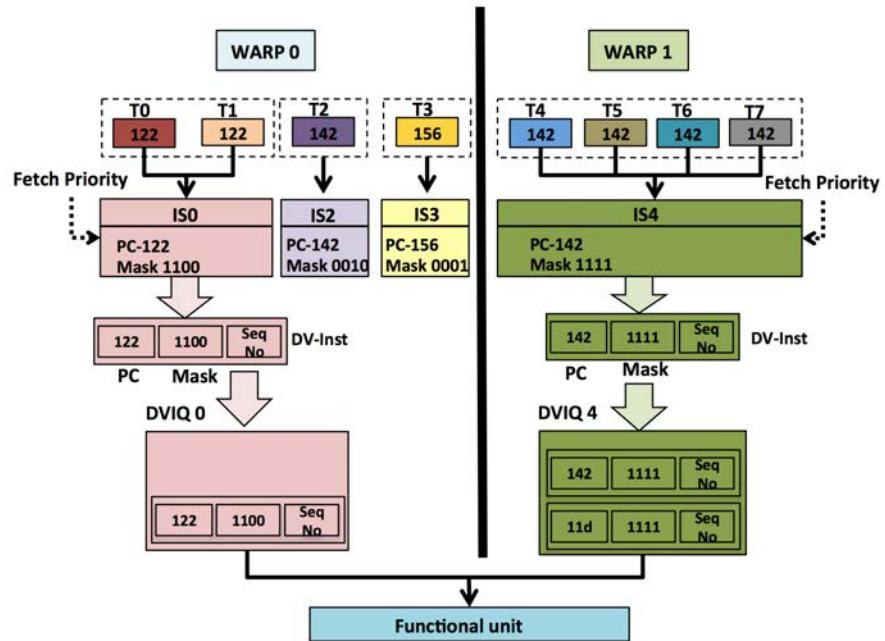 WARP 0
WARP 1
T0 T1 T2 T3
122 122 142 156
T4 T5 T6 T7
142 142 142 142
Fetch Priority
Fetch Priority
IS0
PC-122
Mask 1100
IS2
PC-142
Mask 0010
IS3
PC-156
Mask 0001
IS4
PC-142
Mask 1111
122 1100 Seq No
DV-Inst
PC Mask
142 1111 Seq No
DV-Inst
PC Mask
DVIQ 0
122 1100 Seq No
DVIQ 4
142 1111 Seq No
11d 1111 Seq No
Functional unit